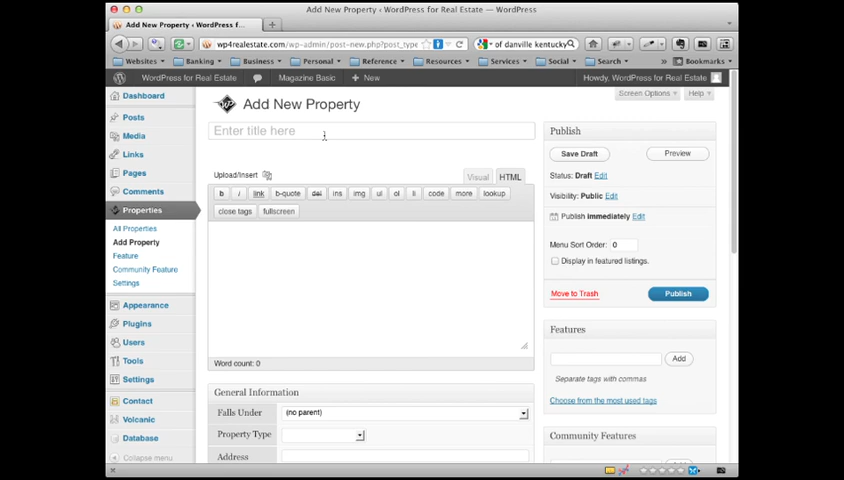 Add New Property ‹ WordPress for Real Estate — WordPress
Add New Property ‹ WordPress f...
wp4realestate.com/wp-admin/post-new.php?post_type
of danville kentucky
Websites Banking Business Personal Reference Resources Services Social Search » Bookmarks
WordPress for Real Estate Magazine Basic + New Howdy, WordPress for Real Estate
Screen Options Help
Dashboard
Posts
Media
Links
Pages
Comments
Properties
All Properties
Add Property
Feature
Community Feature
Settings
Appearance
Plugins
Users
Tools
Settings
Contact
Volcanic
Database
Collapse menu
Add New Property
Enter title here
Upload/Insert
Visual HTML
b i link b-quote del ins img ul ol li code more lookup
close tags fullscreen
Word count: 0
General Information
Falls Under (no parent)
Property Type
Address
Publish
Save Draft Preview
Status: Draft Edit
Visibility: Public Edit
Publish immediately Edit
Menu Sort Order: 0
Display in featured listings.
Move to Trash Publish
Features
Add
Separate tags with commas
Choose from the most used tags
Community Features